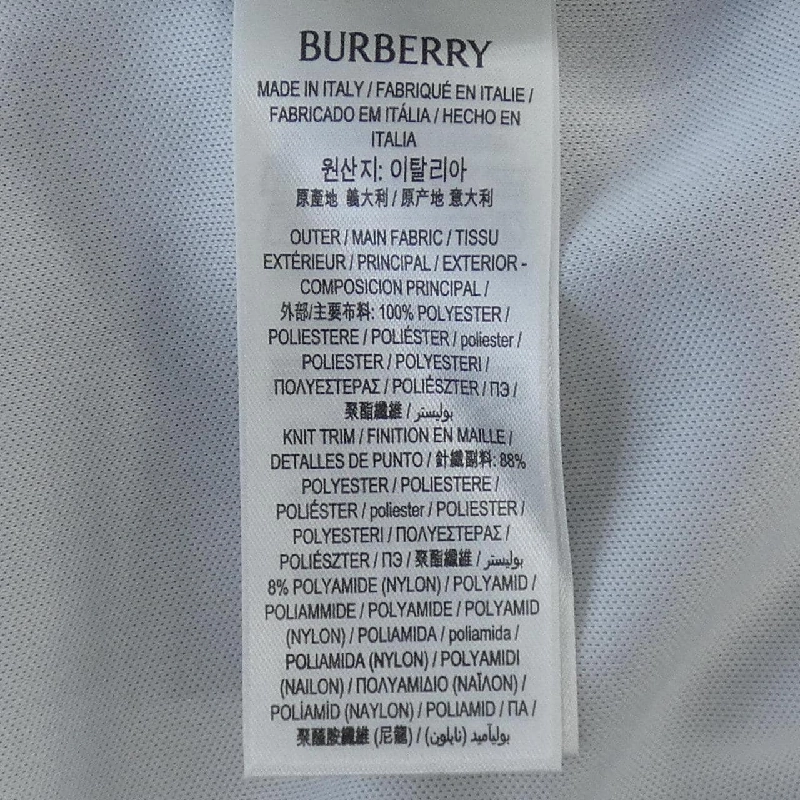 BURBERRY
MADE IN ITALY / FABRIQUÉ EN ITALIE /
FABRICADO EM ITÁLIA / HECHO EN
ITALIA
원산지: 이탈리아
原產地 義大利 / 原产地 意大利
OUTER / MAIN FABRIC / TISSU
EXTÉRIEUR / PRINCIPAL / EXTERIOR -
COMPOSICION PRINCIPAL /
外部/主要布料: 100% POLYESTER /
POLIESTERE / POLIÉSTER / poliester /
POLIESTER / POLYESTERI /
ΠΟΛΥΕΣΤΕΡΑΣ / POLIÉSZTER / ПЭ /
聚酯纖維 / بوليستر
KNIT TRIM / FINITION EN MAILLE /
DETALLES DE PUNTO / 針織副料: 88%
POLYESTER / POLIESTERE /
POLIÉSTER / poliester / POLIESTER /
POLYESTERI / ΠΟΛΥΕΣΤΕΡΑΣ /
POLIÉSZTER / ПЭ / 聚酯纖維 / بوليستر
8% POLYAMIDE (NYLON) / POLYAMID /
POLIAMMIDE / POLYAMIDE / POLYAMID
(NYLON) / POLIAMIDA / poliamida /
POLIAMIDA (NYLON) / POLYAMIDI
(NAILON) / ΠΟΛΥΑΜΙΔΙΟ (ΝΑΪΛΟΝ) /
POLÍAMÍD (NAYLON) / POLIAMID / ПА /
聚醯胺纖維 (尼龍) / بولياميد (نايلون)